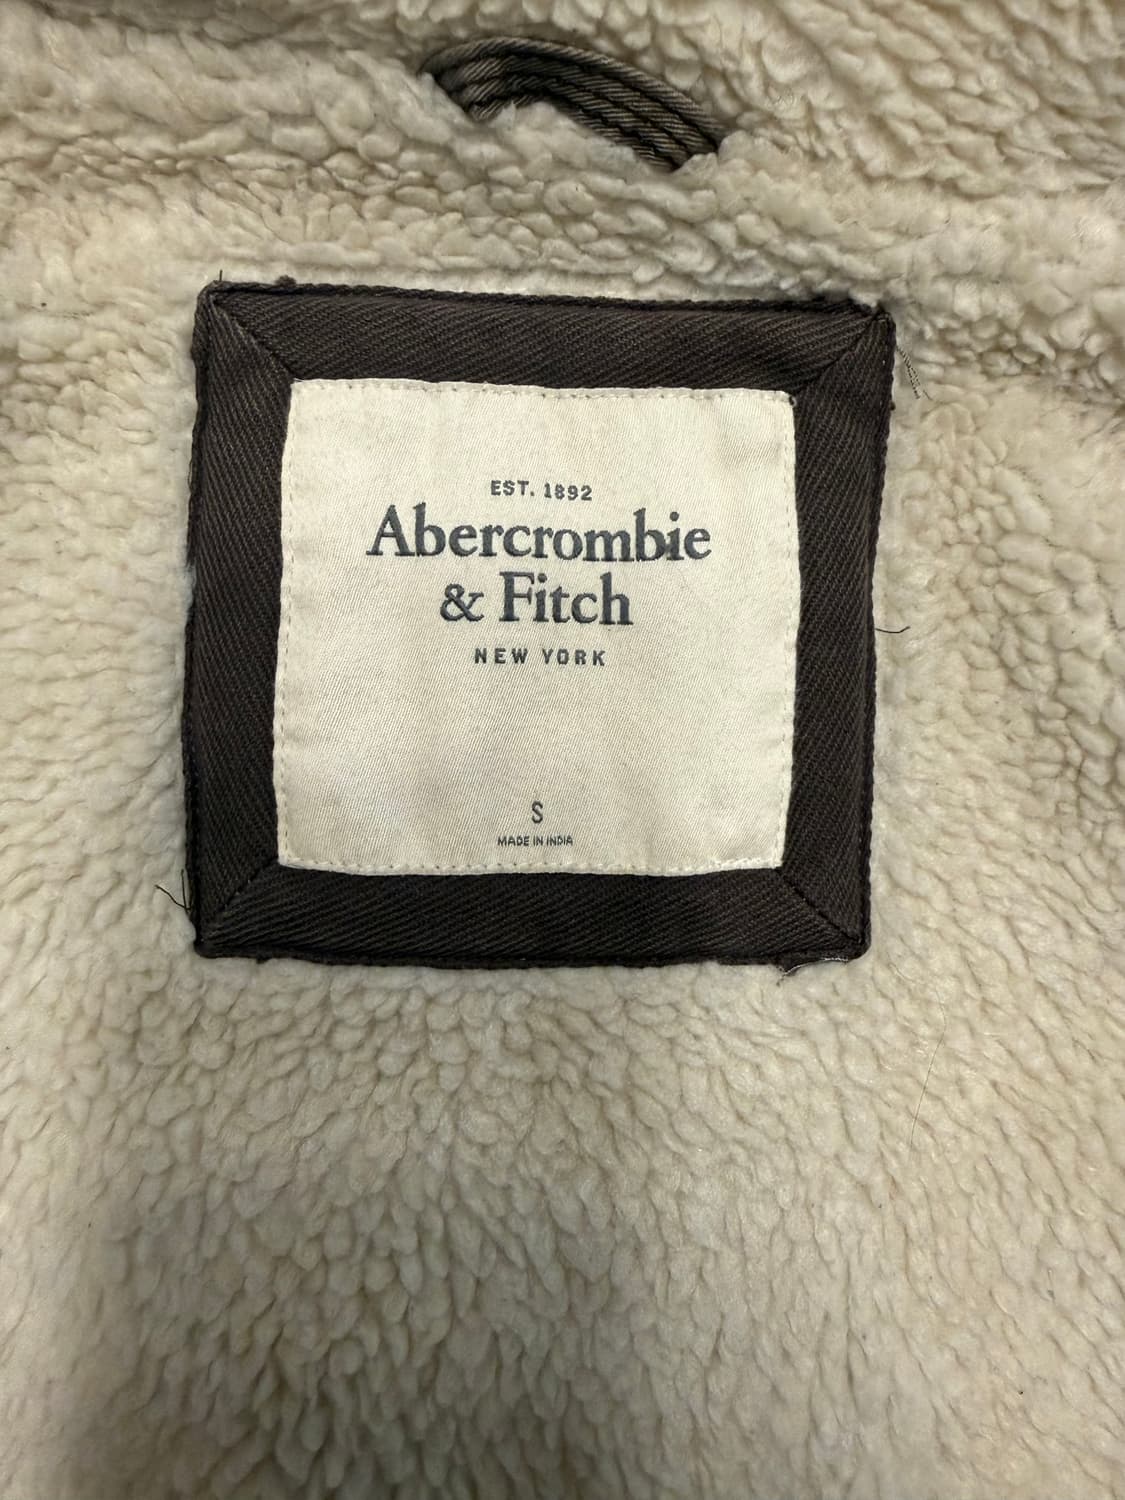 EST. 1892
Abercrombie
& Fitch
NEW YORK
S
MADE IN INDIA